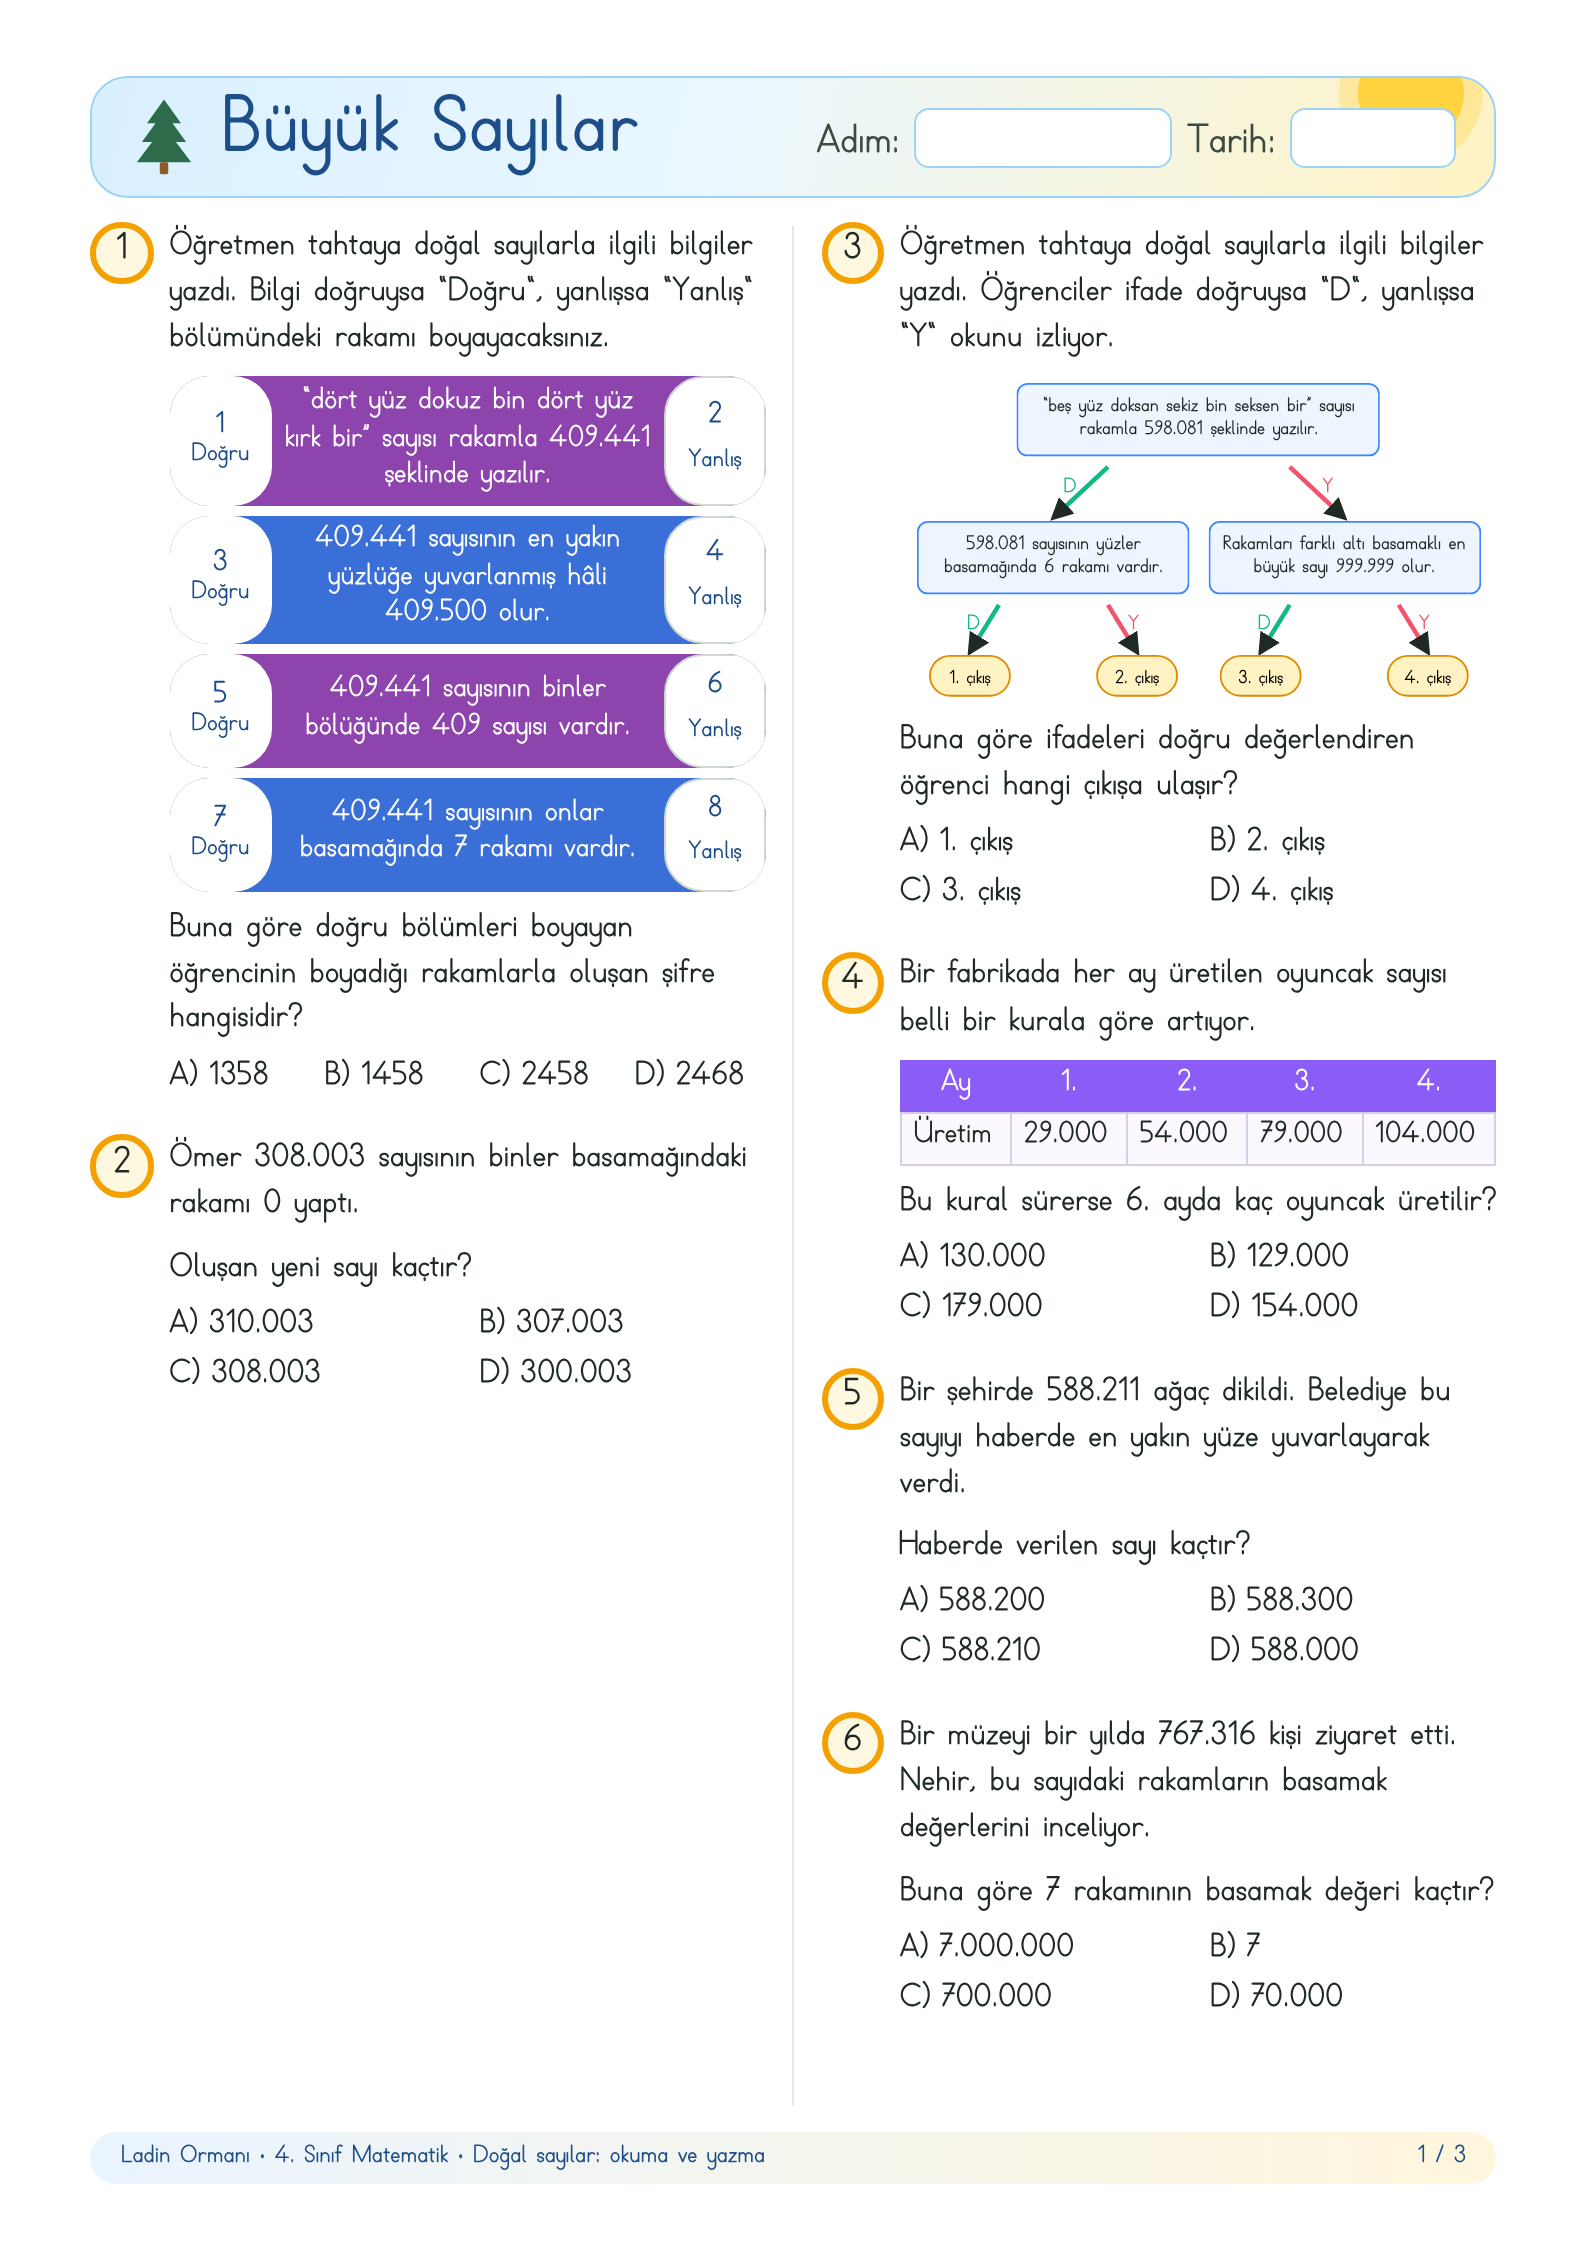 Büyük Sayılar
Adım:
Tarih:
1
Öğretmen tahtaya doğal sayılarla ilgili bilgiler
yazdı. Bilgi doğruysa "Doğru", yanlışsa "Yanlış"
bölümündeki rakamı boyayacaksınız.
1
Doğru
"dört yüz dokuz bin dört yüz
kırk bir" sayısı rakamla 409.441
şeklinde yazılır.
2
Yanlış
3
Doğru
409.441 sayısının en yakın
yüzlüğe yuvarlanmış hâli
409.500 olur.
4
Yanlış
5
Doğru
409.441 sayısının binler
bölüğünde 409 sayısı vardır.
6
Yanlış
7
Doğru
409.441 sayısının onlar
basamağında 7 rakamı vardır.
8
Yanlış
Buna göre doğru bölümleri boyayan
öğrencinin boyadığı rakamlarla oluşan şifre
hangisidir?
A) 1358 B) 1458 C) 2458 D) 2468
2
Ömer 308.003 sayısının binler basamağındaki
rakamı 0 yaptı.
Oluşan yeni sayı kaçtır?
A) 310.003 B) 307.003
C) 308.003 D) 300.003
3
Öğretmen tahtaya doğal sayılarla ilgili bilgiler
yazdı. Öğrenciler ifade doğruysa "D", yanlışsa
"Y" okunu izliyor.
"beş yüz doksan sekiz bin seksen bir" sayısı
rakamla 598.081 şeklinde yazılır.
D Y
598.081 sayısının yüzler
basamağında 6 rakamı vardır.
Rakamları farklı altı basamaklı en
büyük sayı 999.999 olur.
D Y D Y
1. çıkış 2. çıkış 3. çıkış 4. çıkış
Buna göre ifadeleri doğru değerlendiren
öğrenci hangi çıkışa ulaşır?
A) 1. çıkış B) 2. çıkış
C) 3. çıkış D) 4. çıkış
4
Bir fabrikada her ay üretilen oyuncak sayısı
belli bir kurala göre artıyor.
Ay 1. 2. 3. 4.
Üretim 29.000 54.000 79.000 104.000
Bu kural sürerse 6. ayda kaç oyuncak üretilir?
A) 130.000 B) 129.000
C) 179.000 D) 154.000
5
Bir şehirde 588.211 ağaç dikildi. Belediye bu
sayıyı haberde en yakın yüze yuvarlayarak
verdi.
Haberde verilen sayı kaçtır?
A) 588.200 B) 588.300
C) 588.210 D) 588.000
6
Bir müzeyi bir yılda 767.316 kişi ziyaret etti.
Nehir, bu sayıdaki rakamların basamak
değerlerini inceliyor.
Buna göre 7 rakamının basamak değeri kaçtır?
A) 7.000.000 B) 7
C) 700.000 D) 70.000
Ladin Ormanı • 4. Sınıf Matematik • Doğal sayılar: okuma ve yazma
1 / 3